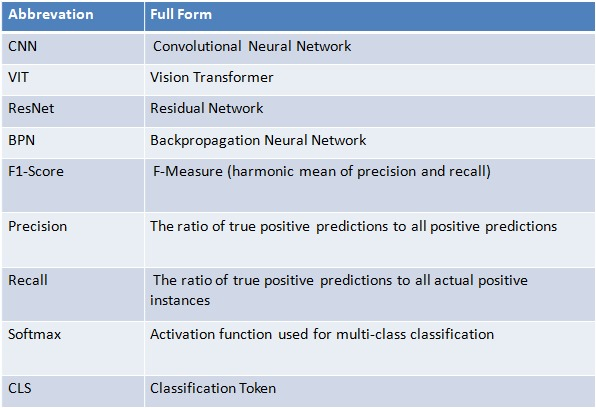 Abbrevation Full Form
CNN Convolutional Neural Network
VIT Vision Transformer
ResNet Residual Network
BPN Backpropagation Neural Network
F1-Score F-Measure (harmonic mean of precision and recall)
Precision The ratio of true positive predictions to all positive predictions
Recall The ratio of true positive predictions to all actual positive
instances
Softmax Activation function used for multi-class classification
CLS Classification Token